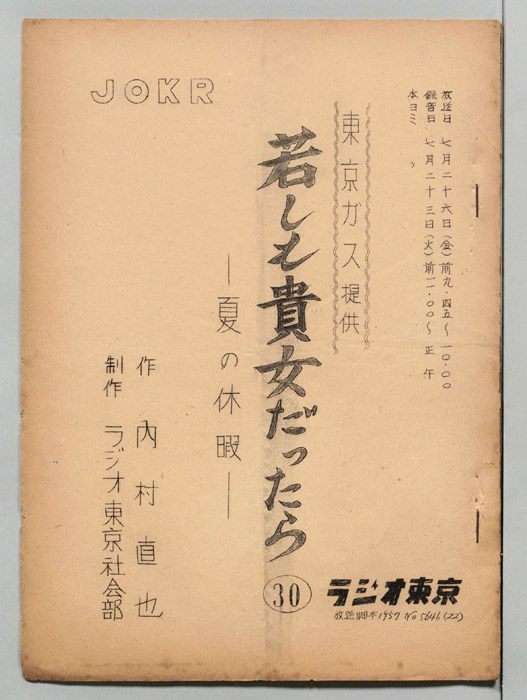 JOKR
放送日 七月二十六日(金)前九・四五〜一〇・〇〇
録音日 七月二十三日(火)前一一・〇〇〜正午
本ヨミ 〃
東京ガス提供
若しも貴女だったら
30
―夏の休暇―
作 内村直也
制作 ラジオ東京社会部
ラジオ東京
放送脚本1957 No 5646(22)